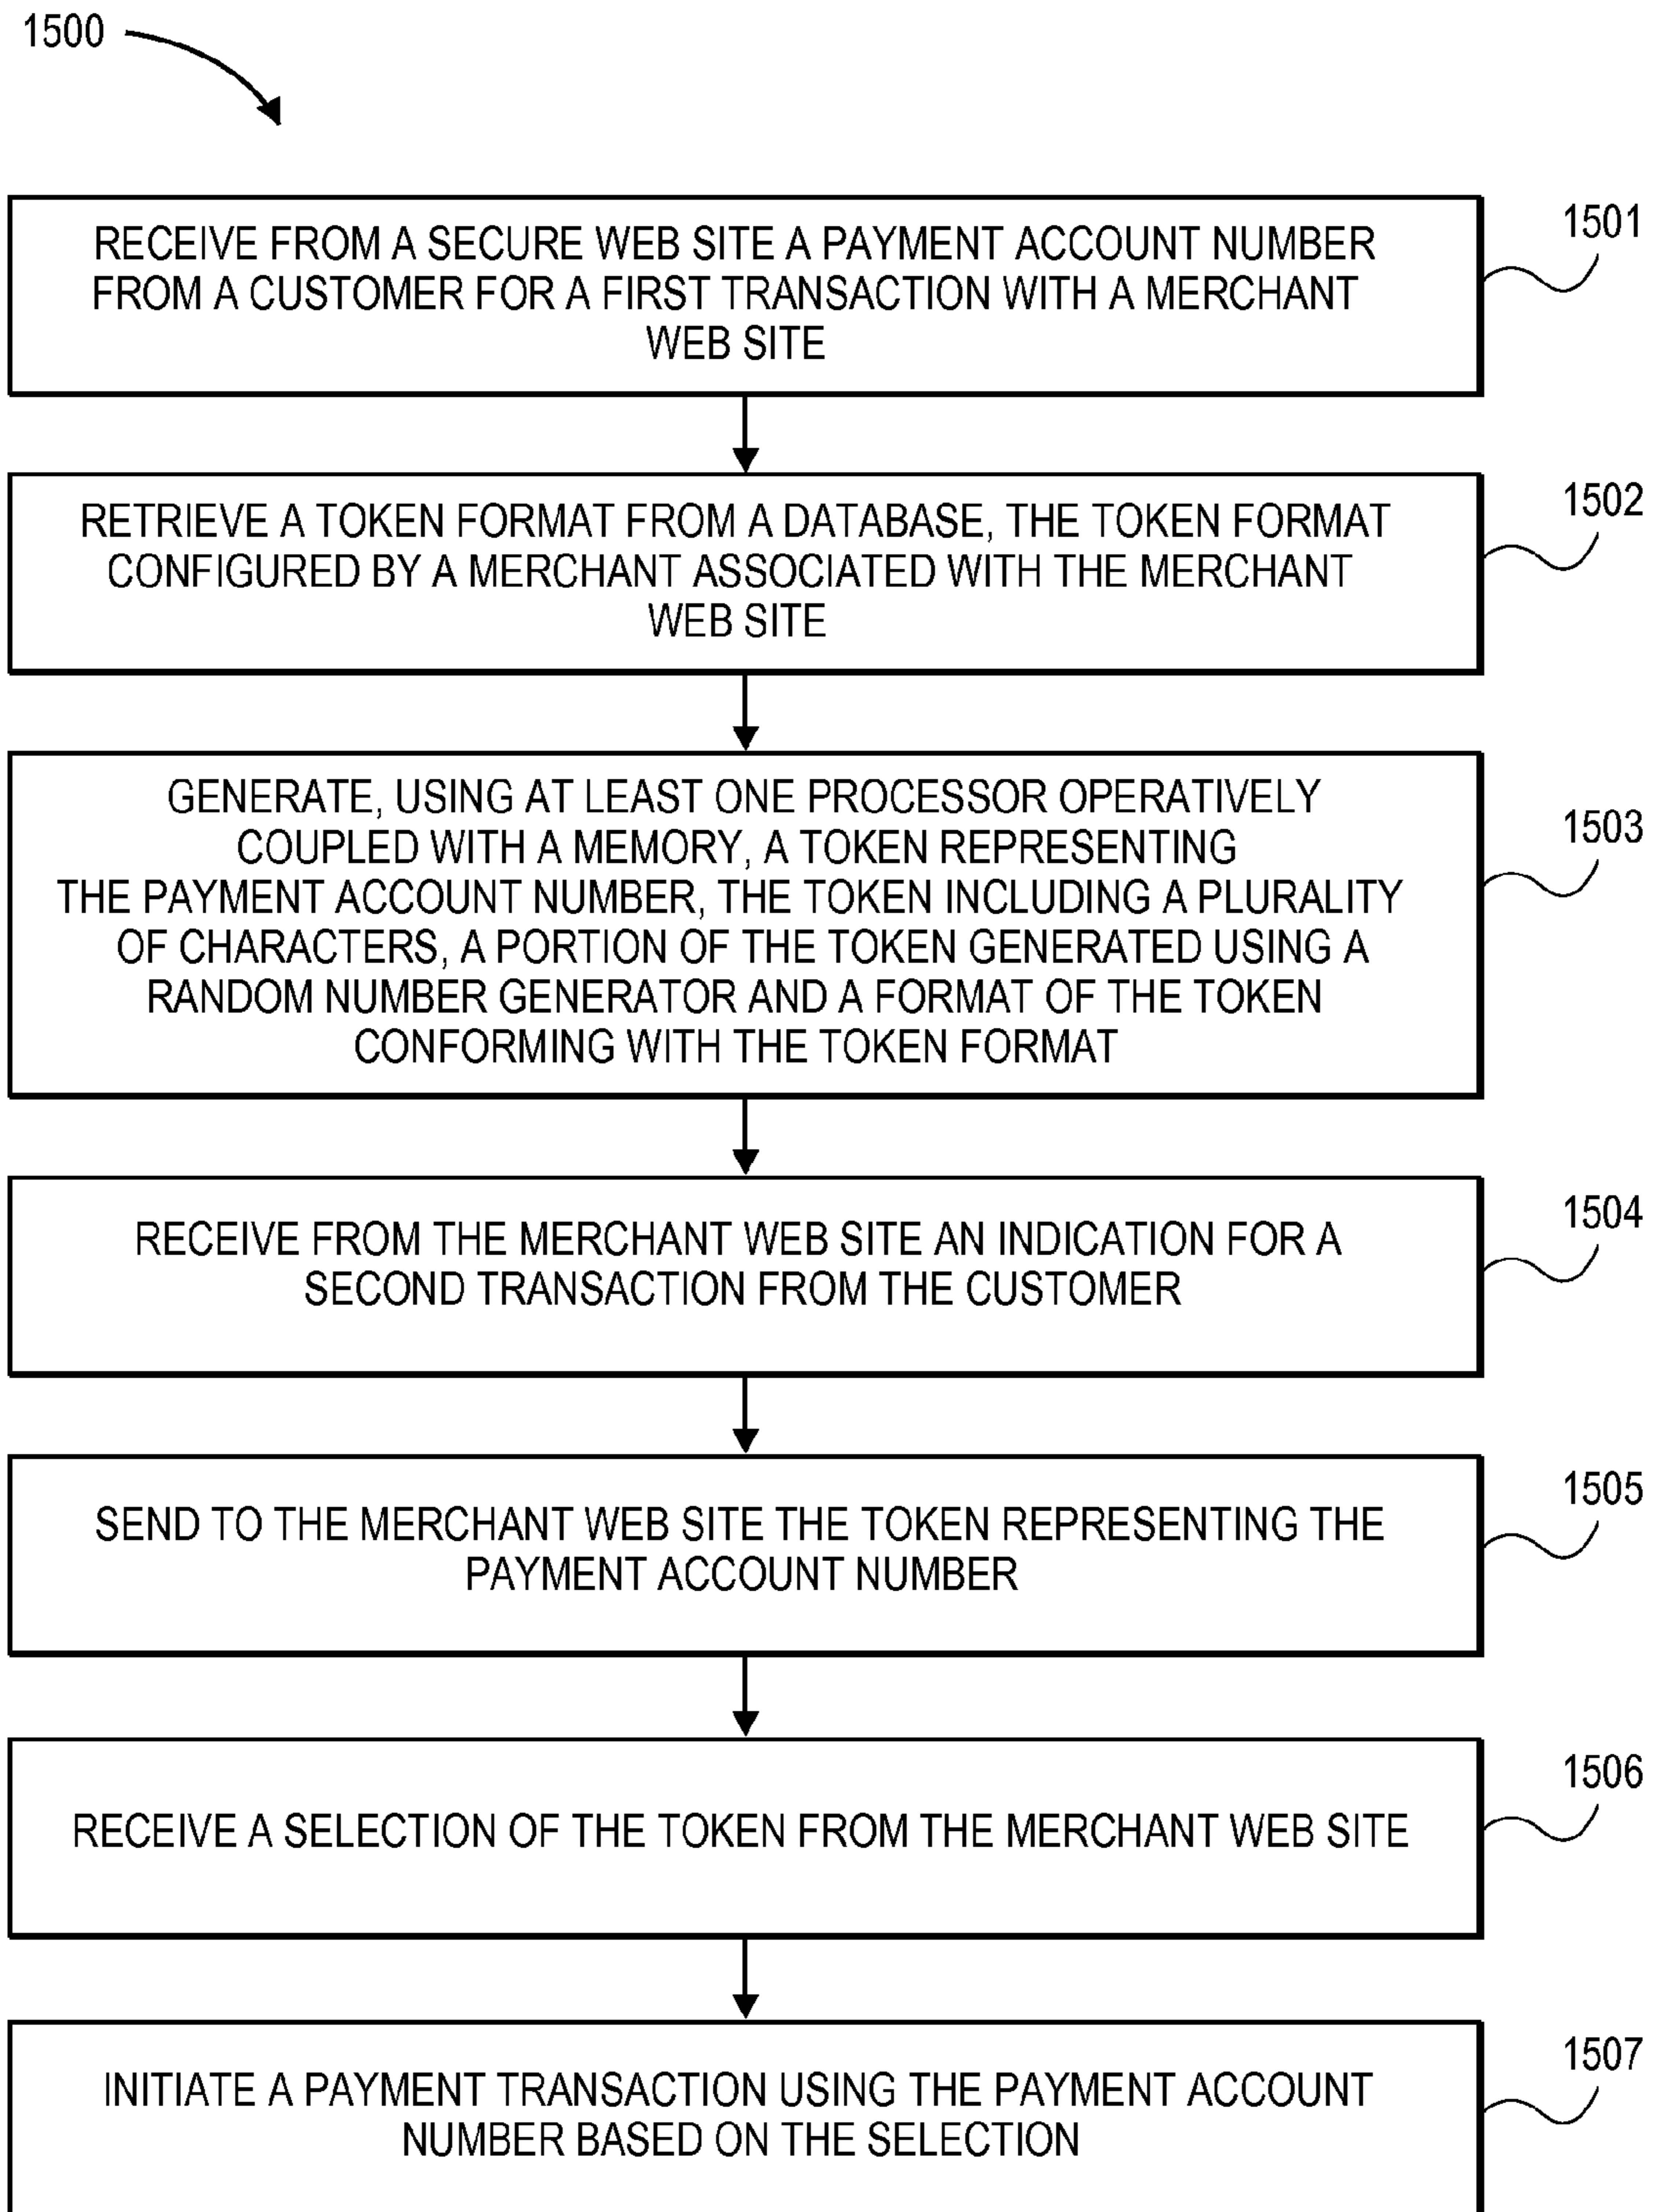 1500
RECEIVE FROM A SECURE WEB SITE A PAYMENT ACCOUNT NUMBER
FROM A CUSTOMER FOR A FIRST TRANSACTION WITH A MERCHANT
WEB SITE
1501
RETRIEVE A TOKEN FORMAT FROM A DATABASE, THE TOKEN FORMAT
CONFIGURED BY A MERCHANT ASSOCIATED WITH THE MERCHANT
WEB SITE
1502
GENERATE, USING AT LEAST ONE PROCESSOR OPERATIVELY
COUPLED WITH A MEMORY, A TOKEN REPRESENTING
THE PAYMENT ACCOUNT NUMBER, THE TOKEN INCLUDING A PLURALITY
OF CHARACTERS, A PORTION OF THE TOKEN GENERATED USING A
RANDOM NUMBER GENERATOR AND A FORMAT OF THE TOKEN
CONFORMING WITH THE TOKEN FORMAT
1503
RECEIVE FROM THE MERCHANT WEB SITE AN INDICATION FOR A
SECOND TRANSACTION FROM THE CUSTOMER
1504
SEND TO THE MERCHANT WEB SITE THE TOKEN REPRESENTING THE
PAYMENT ACCOUNT NUMBER
1505
RECEIVE A SELECTION OF THE TOKEN FROM THE MERCHANT WEB SITE
1506
INITIATE A PAYMENT TRANSACTION USING THE PAYMENT ACCOUNT
NUMBER BASED ON THE SELECTION
1507